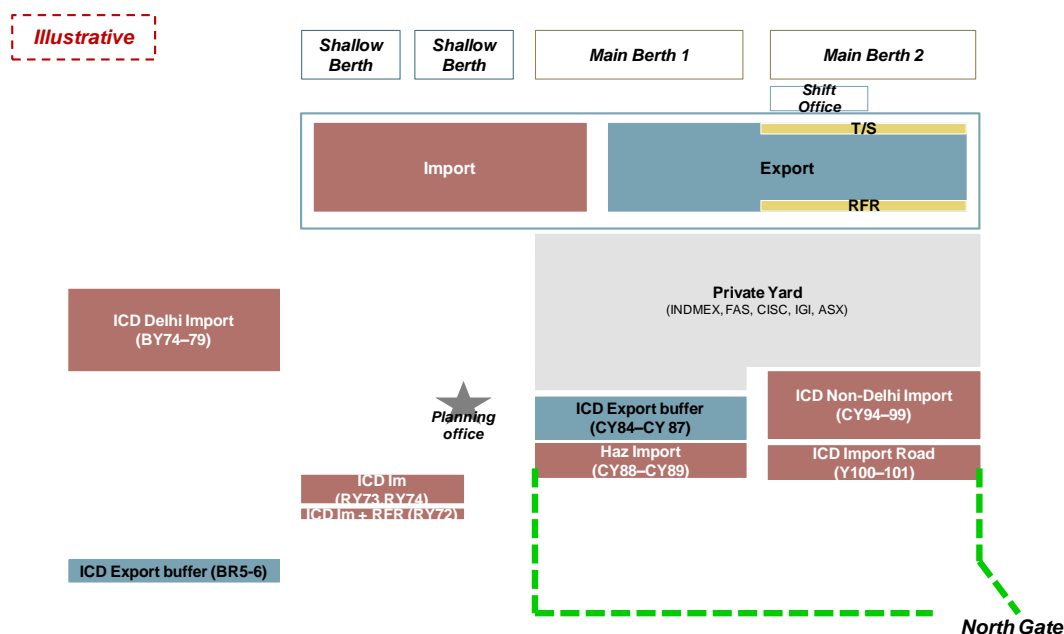 Illustrative
Shallow
Berth
Shallow
Berth
Main Berth 1
Main Berth 2
Shift
Office
T/S
Import
Export
RFR
Private Yard
(INDMEX, FAS, CISC, IGI, ASX)
ICD Delhi Import
(BY74–79)
Planning
office
ICD Export buffer
(CY84–CY 87)
ICD Non-Delhi Import
(CY94–99)
Haz Import
(CY88–CY89)
ICD Import Road
(Y100–101)
ICD Im
(RY73,RY74)
ICD Im + RFR (RY72)
ICD Export buffer (BR5-6)
North Gate